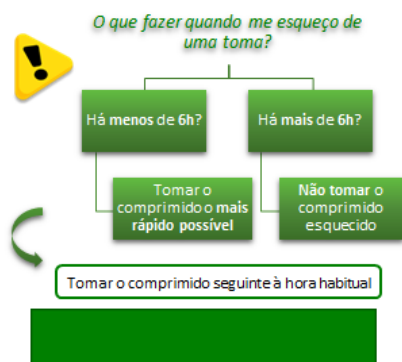 O que fazer quando me esqueço de
uma toma?
Há menos de 6h?
Há mais de 6h?
Tomar o
comprimido o mais
rápido possível
Não tomar o
comprimido
esquecido
Tomar o comprimido seguinte à hora habitual